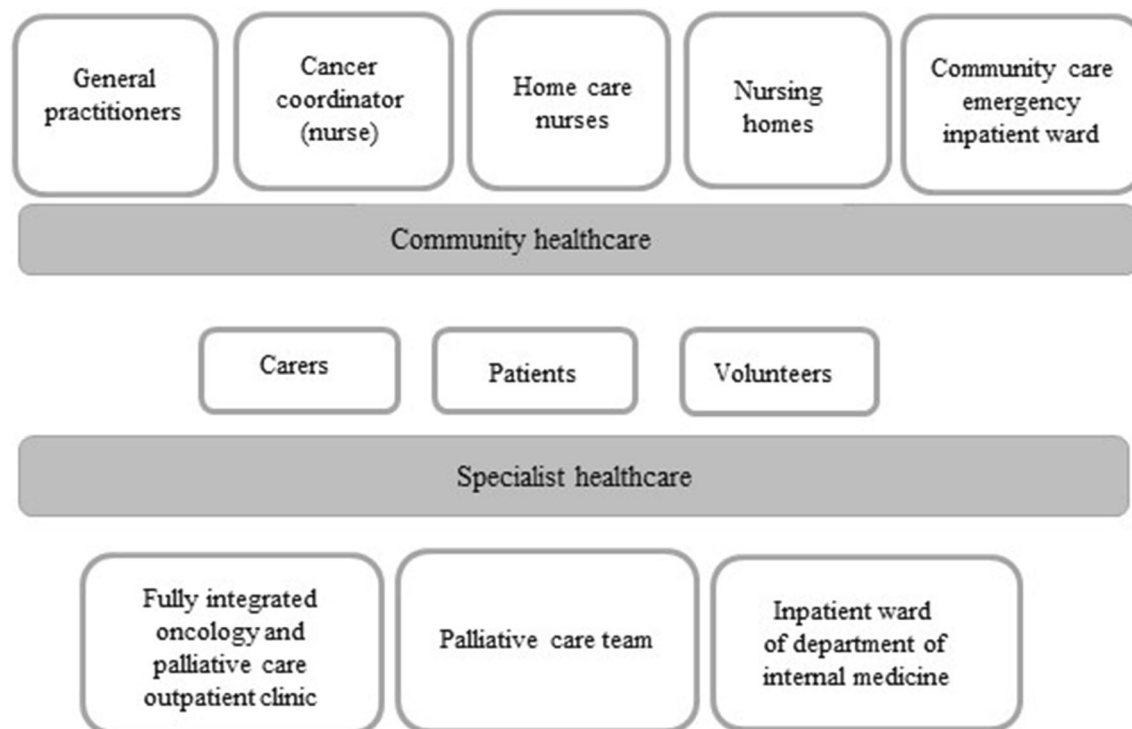 General
practitioners
Cancer
coordinator
(nurse)
Home care
nurses
Nursing
homes
Community care
emergency
inpatient ward
Community healthcare
Carers
Patients
Volunteers
Specialist healthcare
Fully integrated
oncology and
palliative care
outpatient clinic
Palliative care team
Inpatient ward
of department of
internal medicine